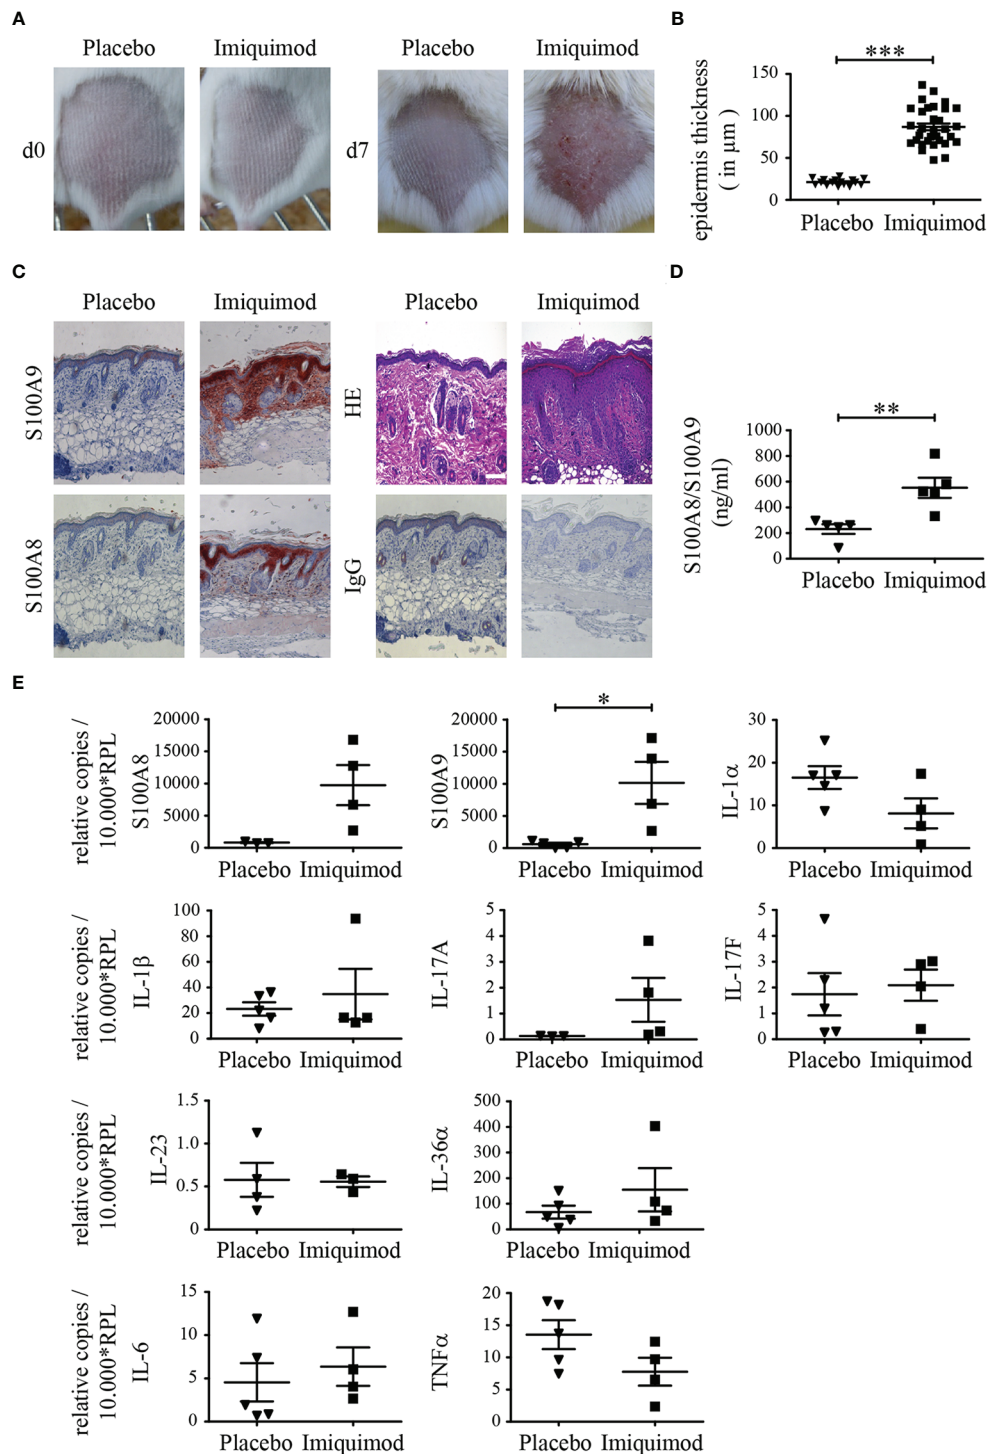 A
Placebo Imiquimod Placebo Imiquimod
d0
d7
B
***
epidermis thickness
( in µm )
150
100
50
0
Placebo Imiquimod
C
Placebo Imiquimod Placebo Imiquimod
S100A9
HE
S100A8
IgG
D
**
S100A8/S100A9
(ng/ml)
1000
800
600
400
200
0
Placebo Imiquimod
E
relative copies /
10.000*RPL
S100A8
20000
15000
10000
5000
0
Placebo Imiquimod
*
S100A9
20000
15000
10000
5000
0
Placebo Imiquimod
IL-1α
30
20
10
0
Placebo Imiquimod
relative copies /
10.000*RPL
IL-1β
100
80
60
40
20
0
Placebo Imiquimod
IL-17A
5
4
3
2
1
0
Placebo Imiquimod
IL-17F
5
4
3
2
1
0
Placebo Imiquimod
relative copies /
10.000*RPL
IL-23
1.5
1.0
0.5
0
Placebo Imiquimod
IL-36α
500
400
300
200
100
0
Placebo Imiquimod
relative copies /
10.000*RPL
IL-6
15
10
5
0
Placebo Imiquimod
TNFα
20
15
10
5
0
Placebo Imiquimod